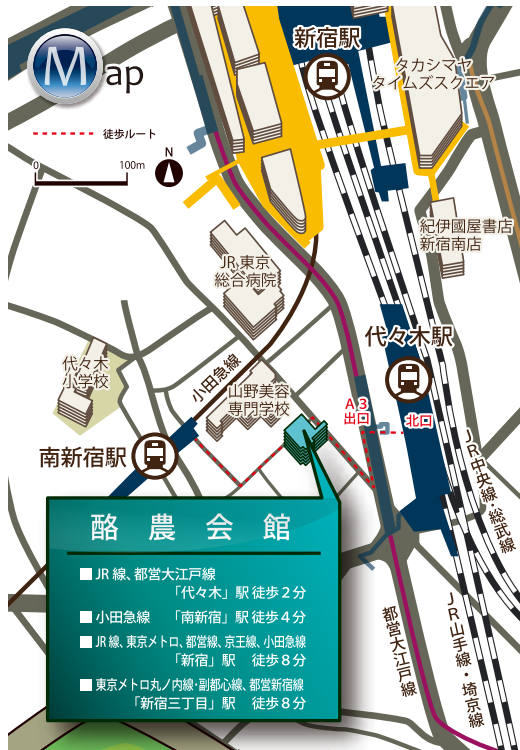 Map
徒歩ルート
0 100m
N
新宿駅
タカシマヤ
タイムズスクエア
紀伊國屋書店
新宿南店
JR 東京
総合病院
代々木駅
代々木
小学校
小田急線
山野美容
専門学校
A3
出口
北口
南新宿駅
JR中央線・総武線
JR山手線・埼京線
都営大江戸線
酪農会館
■JR 線、都営大江戸線
「代々木」駅 徒歩2分
■小田急線 「南新宿」駅 徒歩4分
■JR 線、東京メトロ、都営線、京王線、小田急線
「新宿」駅 徒歩8分
■東京メトロ丸ノ内線・副都心線、都営新宿線
「新宿三丁目」駅 徒歩8分